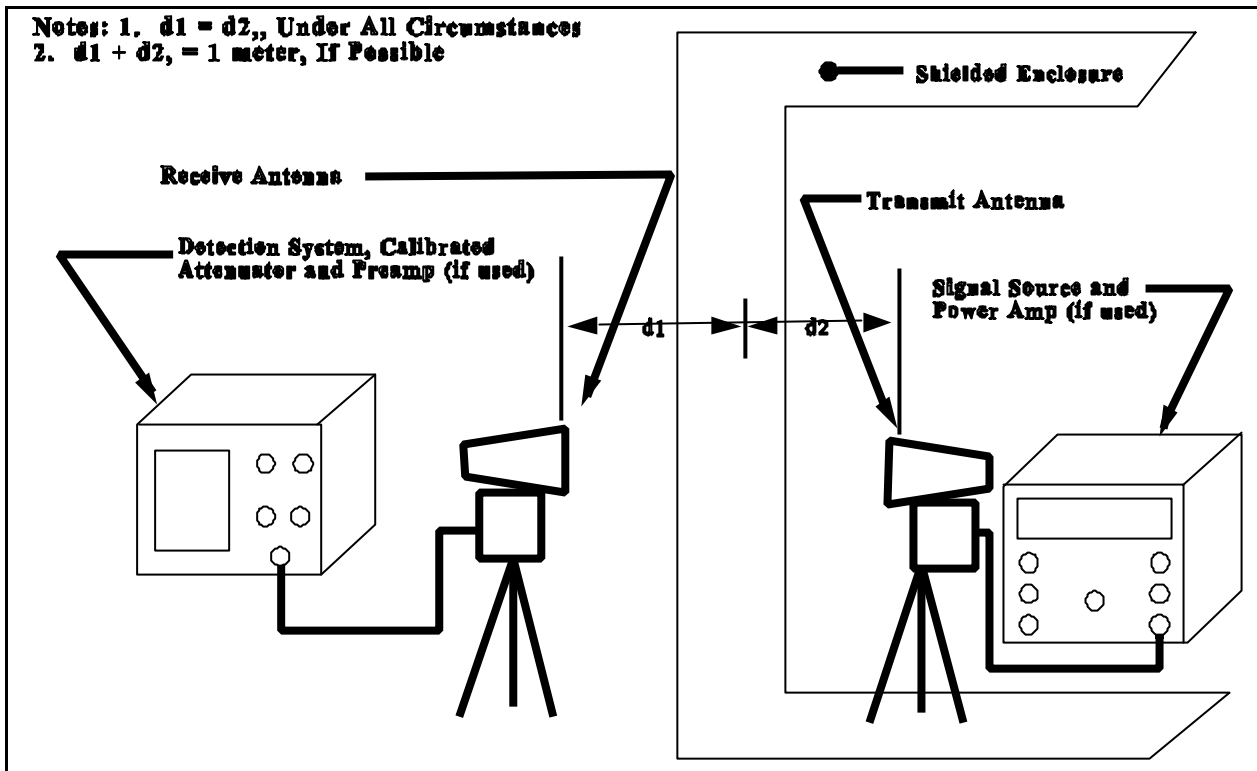 Notes: 1. d1 = d2,, Under All Circumstances
2. d1 + d2, = 1 meter, If Possible
Shielded Enclosure
Receive Antenna
Transmit Antenna
Detection System, Calibrated
Attenuator and Preamp (if used)
Signal Source and
Power Amp (if used)
d1
d2